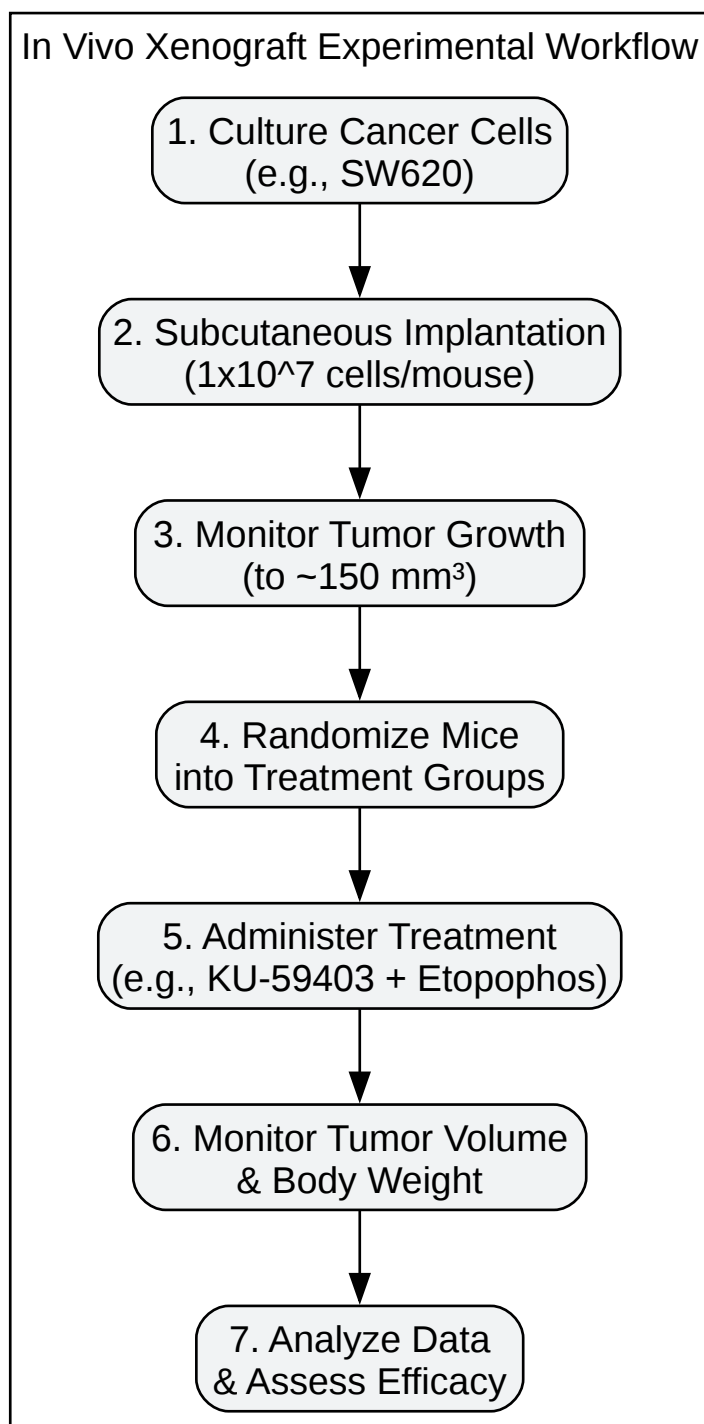 In Vivo Xenograft Experimental Workflow
1. Culture Cancer Cells
(e.g., SW620)
2. Subcutaneous Implantation
(1x10^7 cells/mouse)
3. Monitor Tumor Growth
(to ~150 mm³)
4. Randomize Mice
into Treatment Groups
5. Administer Treatment
(e.g., KU-59403 + Etopophos)
6. Monitor Tumor Volume
& Body Weight
7. Analyze Data
& Assess Efficacy